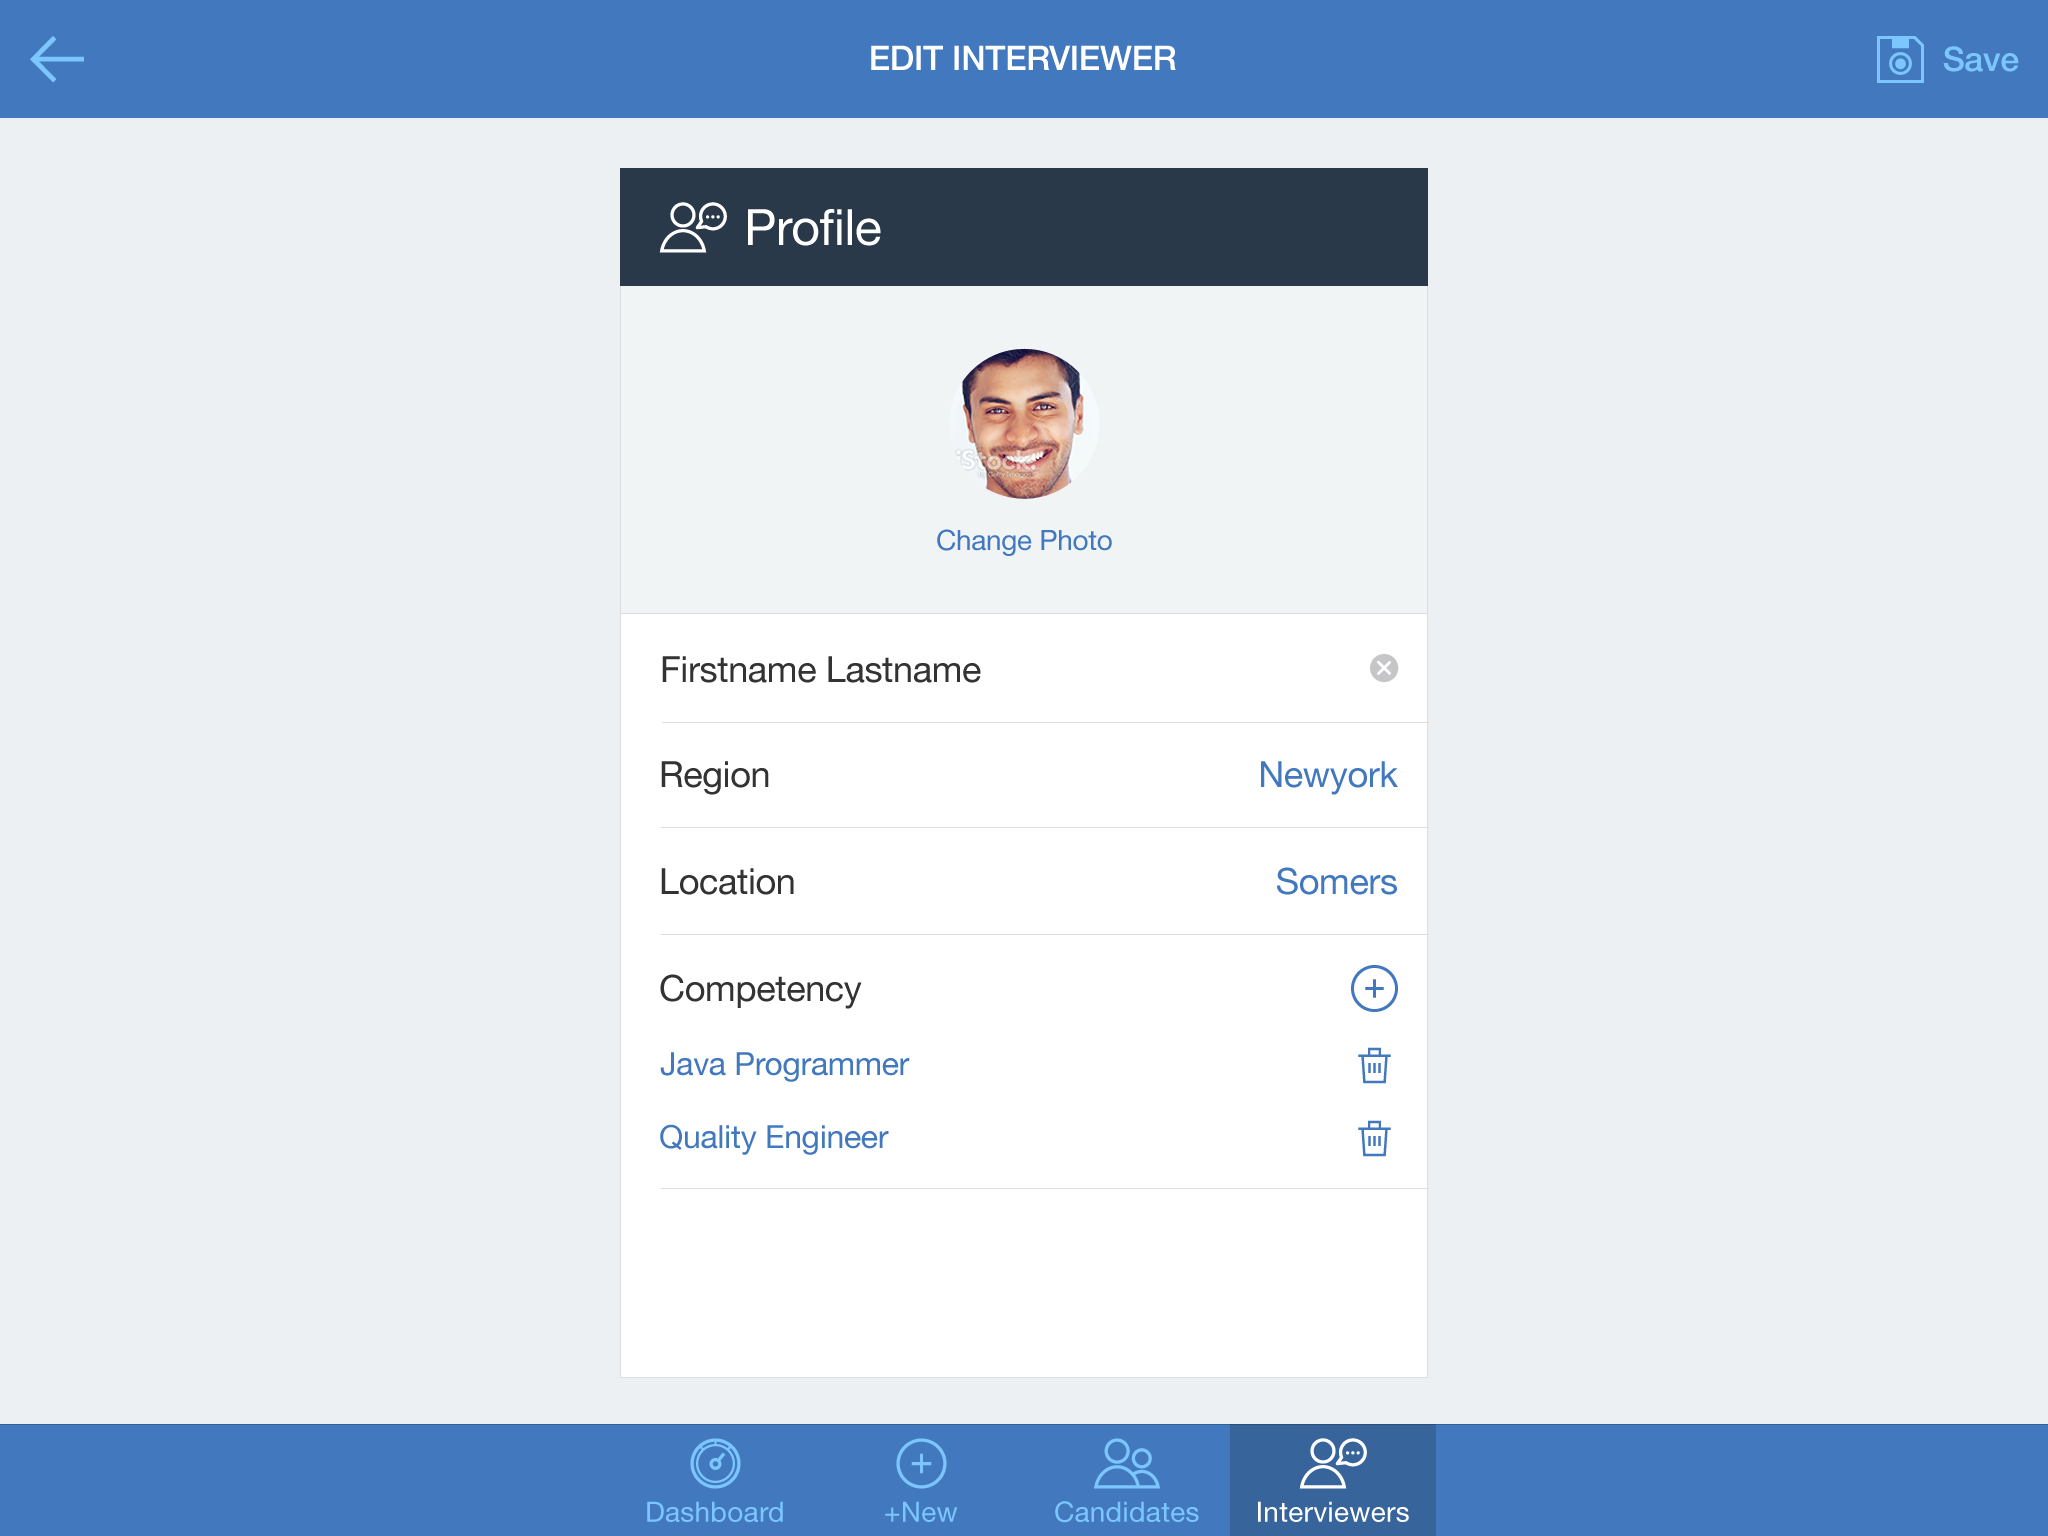 EDIT INTERVIEWER
Save
Profile
iStock
Change Photo
Firstname Lastname
Region Newyork
Location Somers
Competency
Java Programmer
Quality Engineer
Dashboard +New Candidates Interviewers